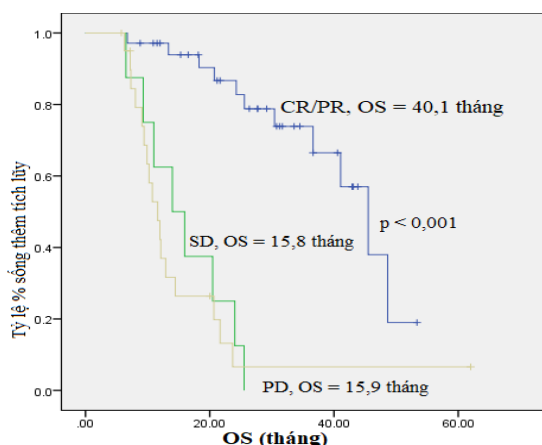 Tỷ lệ % sống thêm tích lũy
1.0
0.8
0.6
0.4
0.2
0.0
CR/PR, OS = 40,1 tháng
p < 0,001
SD, OS = 15,8 tháng
PD, OS = 15,9 tháng
.00
20.00
40.00
60.00
OS (tháng)